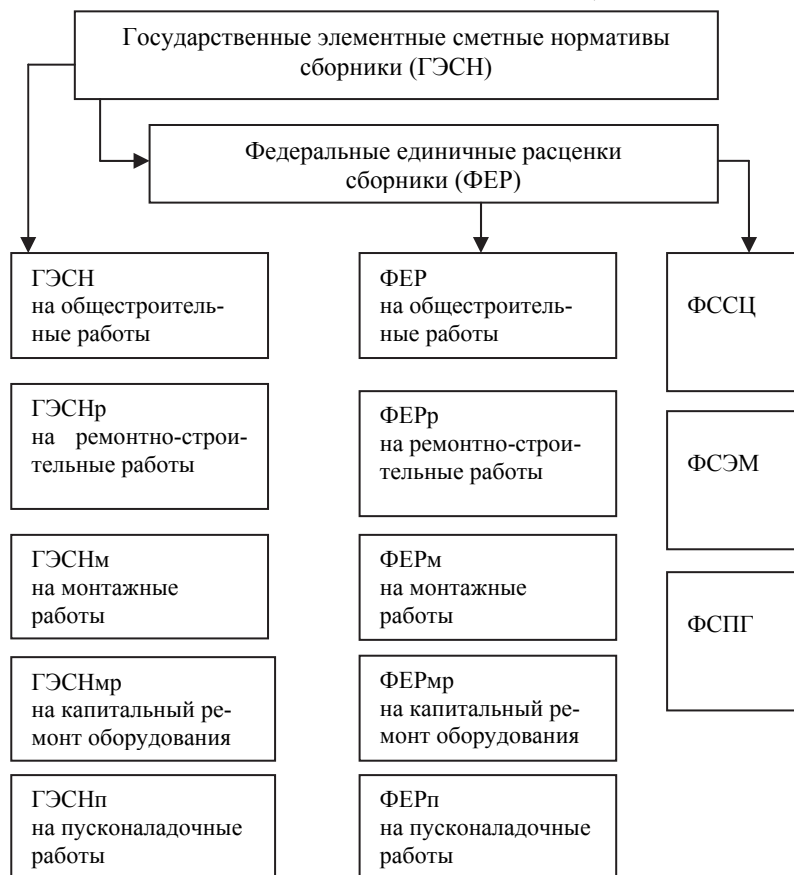 Государственные элементные сметные нормативы
сборники (ГЭСН)
Федеральные единичные расценки
сборники (ФЕР)
ГЭСН
на общестроитель-
ные работы
ФЕР
на общестроитель-
ные работы
ФССЦ
ГЭСНр
на ремонтно-строи-
тельные работы
ФЕРр
на ремонтно-строи-
тельные работы
ФСЭМ
ГЭСНм
на монтажные
работы
ФЕРм
на монтажные
работы
ФСПГ
ГЭСНмр
на капитальный ре-
монт оборудования
ФЕРмр
на капитальный ре-
монт оборудования
ГЭСНп
на пусконаладочные
работы
ФЕРп
на пусконаладочные
работы